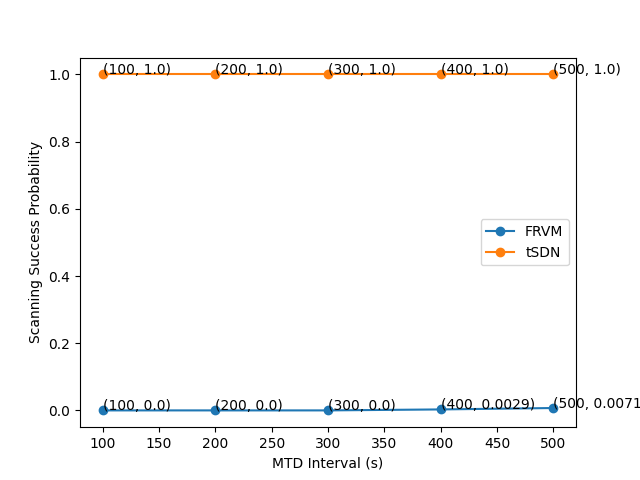 (100, 1.0) (200, 1.0) (300, 1.0) (400, 1.0) (500, 1.0)
1.0
0.8
0.6
0.4
0.2
0.0
Scanning Success Probability
FRVM
tSDN
(100, 0.0) (200, 0.0) (300, 0.0) (400, 0.0029) (500, 0.0071
100 150 200 250 300 350 400 450 500
MTD Interval (s)